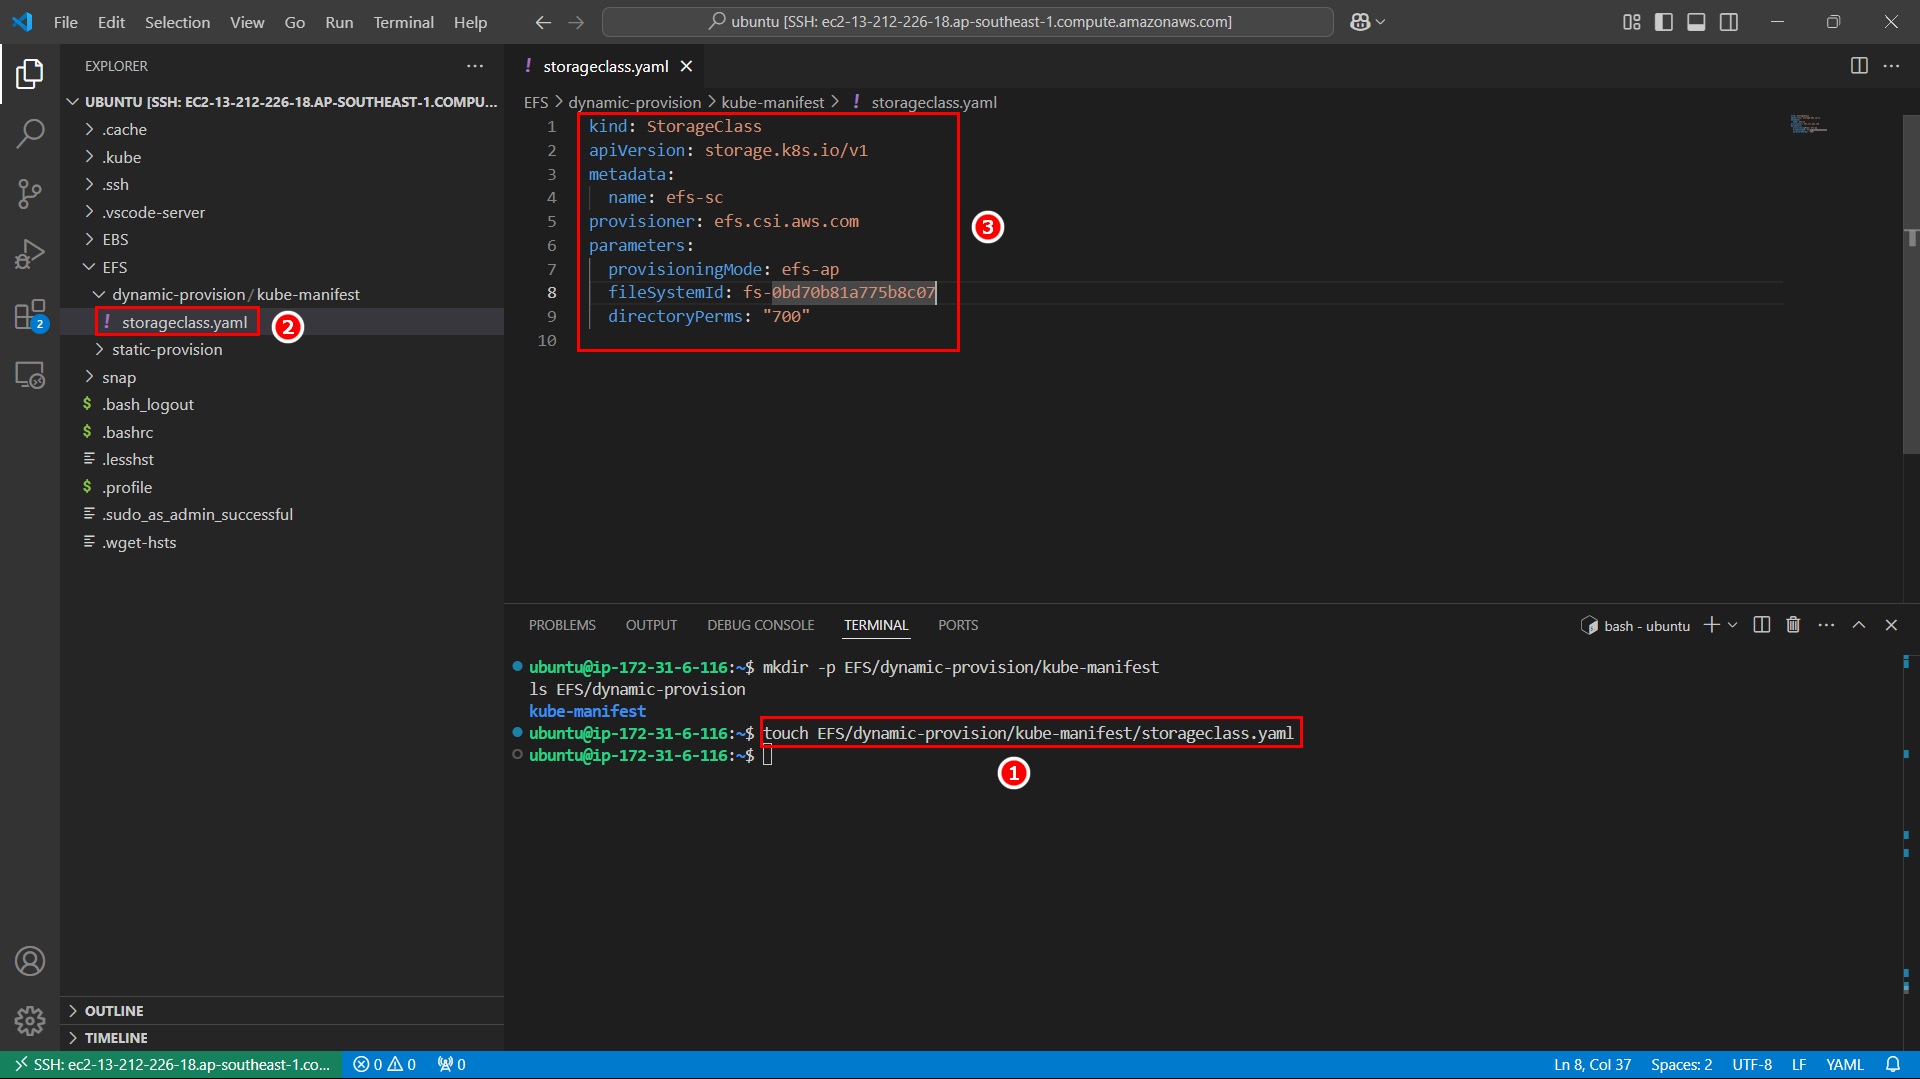 File Edit Selection View Go Run Terminal Help
ubuntu [SSH: ec2-13-212-226-18.ap-southeast-1.compute.amazonaws.com]
EXPLORER
UBUNTU [SSH: EC2-13-212-226-18.AP-SOUTHEAST-1.COMPU...
.cache
.kube
.ssh
.vscode-server
EBS
EFS
dynamic-provision / kube-manifest
! storageclass.yaml
2
static-provision
snap
$ .bash_logout
$ .bashrc
.lesshst
$ .profile
.sudo_as_admin_successful
.wget-hsts
2
OUTLINE
TIMELINE
! storageclass.yaml
EFS > dynamic-provision > kube-manifest > ! storageclass.yaml
1 kind: StorageClass
2 apiVersion: storage.k8s.io/v1
3 metadata:
4 name: efs-sc
5 provisioner: efs.csi.aws.com
6 parameters:
7 provisioningMode: efs-ap
8 fileSystemId: fs-0bd70b81a775b8c07
9 directoryPerms: "700"
10
3
PROBLEMS OUTPUT DEBUG CONSOLE TERMINAL PORTS
bash - ubuntu
ubuntu@ip-172-31-6-116:~$ mkdir -p EFS/dynamic-provision/kube-manifest
ls EFS/dynamic-provision
kube-manifest
ubuntu@ip-172-31-6-116:~$ touch EFS/dynamic-provision/kube-manifest/storageclass.yaml
ubuntu@ip-172-31-6-116:~$
1
SSH: ec2-13-212-226-18.ap-southeast-1.co... 0 0 0
Ln 8, Col 37 Spaces: 2 UTF-8 LF YAML